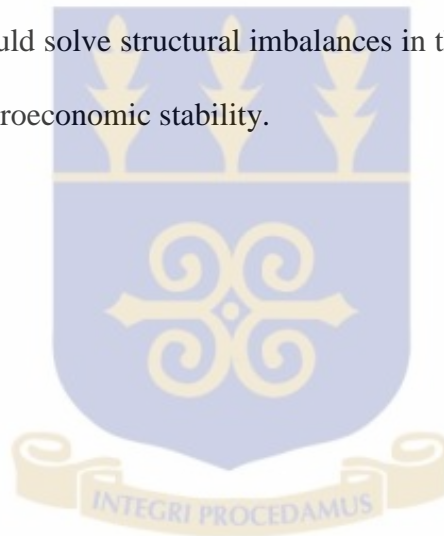 uld solve structural imbalances in t
roeconomic stability.
INTEGRI PROCEDAMUS